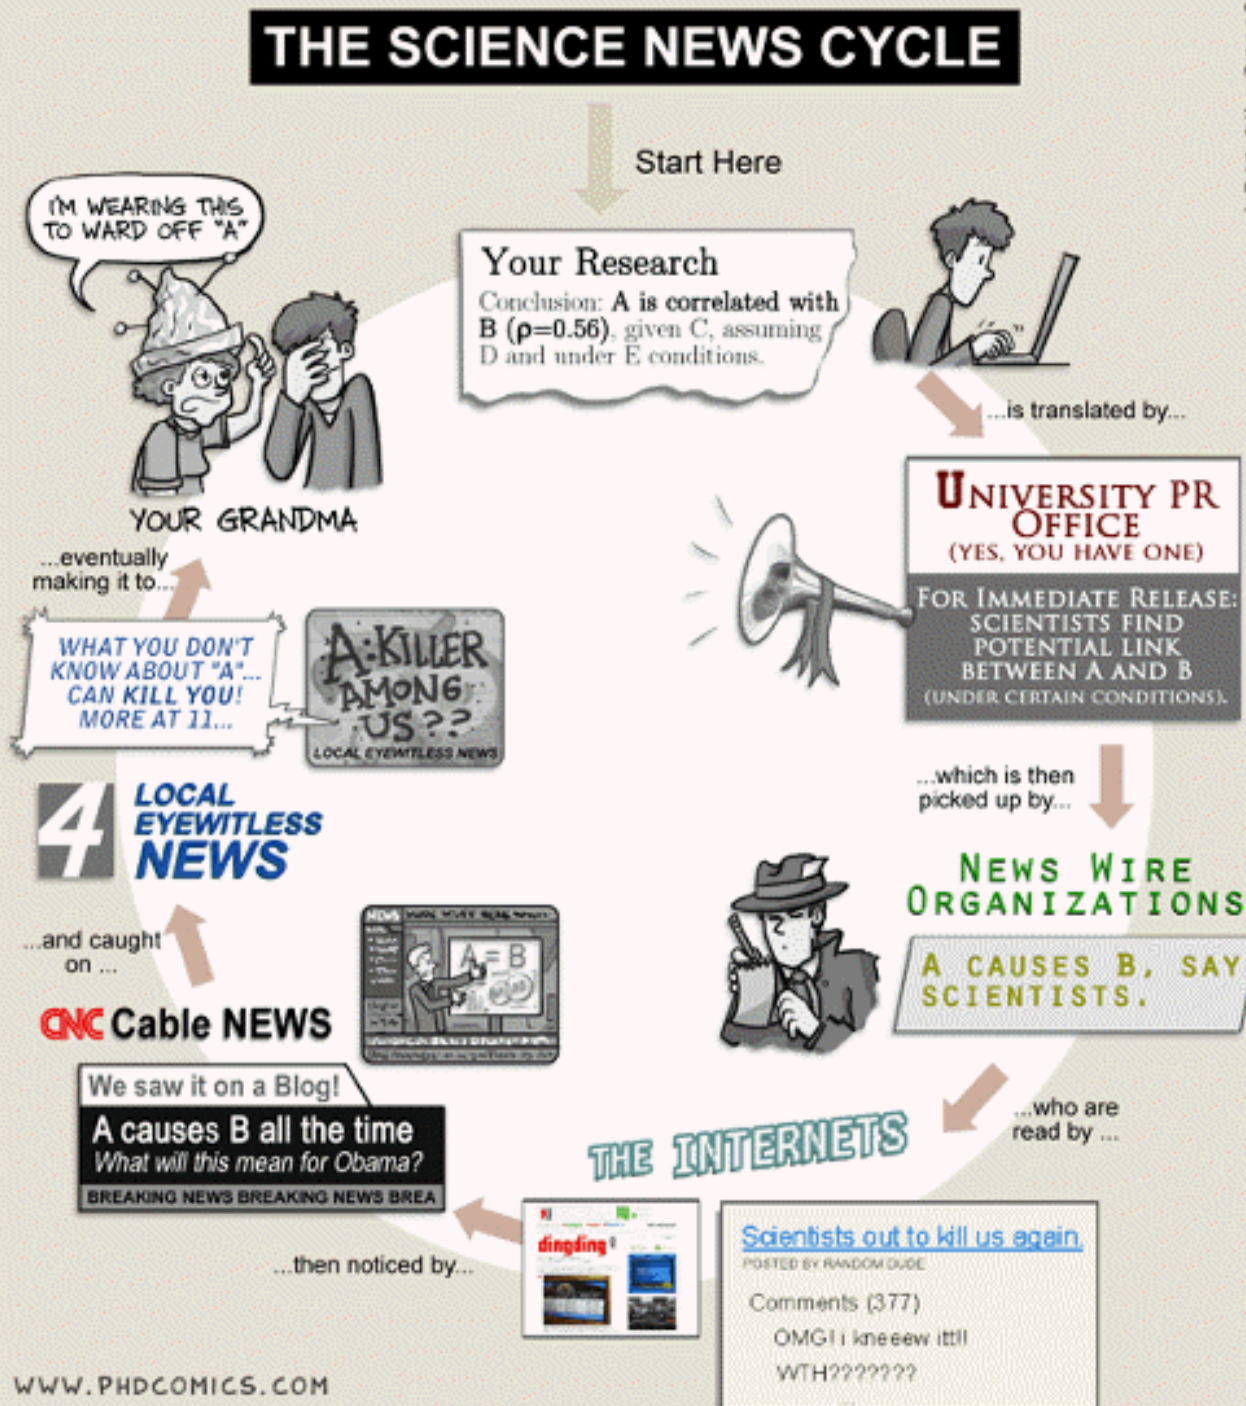 THE SCIENCE NEWS CYCLE
Start Here
I'M WEARING THIS
TO WARD OFF "A"
YOUR GRANDMA
Your Research
Conclusion: A is correlated with
B (ρ=0.56), given C, assuming
D and under E conditions.
...is translated by...
UNIVERSITY PR
OFFICE
(YES, YOU HAVE ONE)
FOR IMMEDIATE RELEASE:
SCIENTISTS FIND
POTENTIAL LINK
BETWEEN A AND B
(UNDER CERTAIN CONDITIONS).
...which is then
picked up by...
NEWS WIRE
ORGANIZATIONS
A CAUSES B, SAY
SCIENTISTS.
...who are
read by ...
THE INTERNETS
Scientists out to kill us again.
POSTED BY RANDOM DUDE
Comments (377)
OMG! i kneeew itt!!
WTH???????
dingding
...then noticed by...
CNC Cable NEWS
We saw it on a Blog!
A causes B all the time
What will this mean for Obama?
BREAKING NEWS BREAKING NEWS BREA
NEWS
A = B
...and caught
on ...
4 LOCAL
EYEWITLESS
NEWS
WHAT YOU DON'T
KNOW ABOUT "A"...
CAN KILL YOU!
MORE AT 11...
A:KILLER
AMONG
US??
LOCAL EYEWITLESS NEWS
...eventually
making it to...
WWW.PHDCOMICS.COM